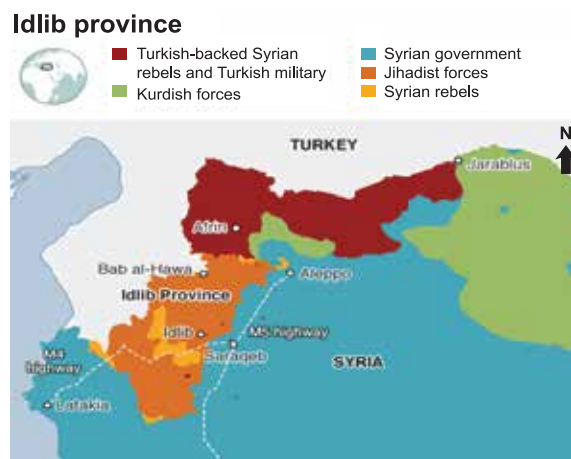 Idlib province
Turkish-backed Syrian
rebels and Turkish military
Kurdish forces
Syrian government
Jihadist forces
Syrian rebels
TURKEY
N
Jarablus
Afrin
Bab al-Hawa
Aleppo
Idlib Province
Idlib
M5 highway
Saraqeb
SYRIA
M4
highway
Latakia